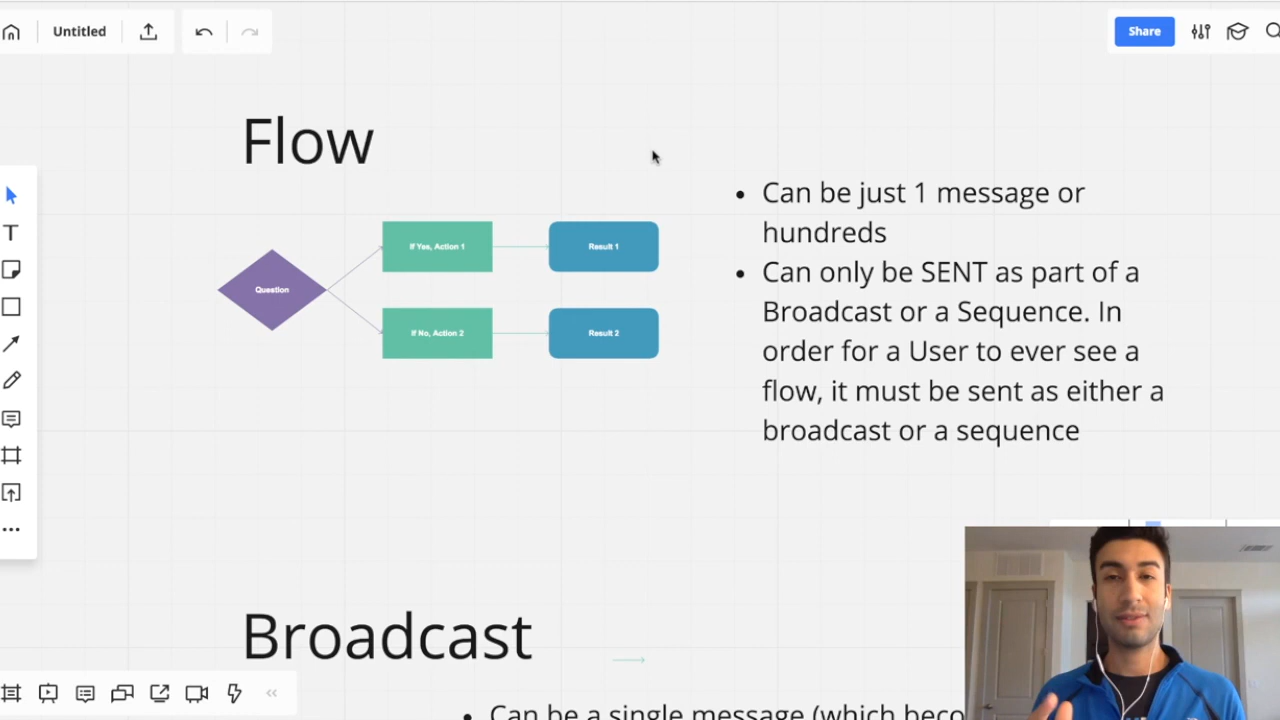 Untitled
Share
Flow
Question
If Yes, Action 1
Result 1
If No, Action 2
Result 2
• Can be just 1 message or
hundreds
• Can only be SENT as part of a
Broadcast or a Sequence. In
order for a User to ever see a
flow, it must be sent as either a
broadcast or a sequence
Broadcast
• Can be a single message (which beco